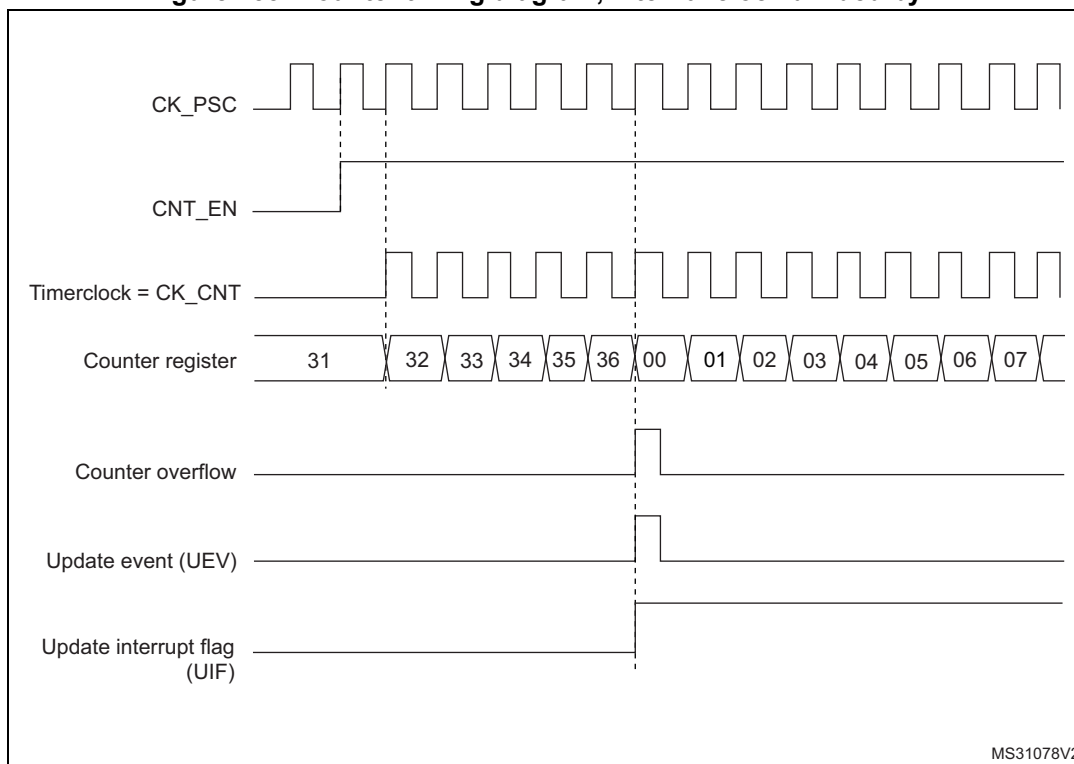 CK_PSC
CNT_EN
Timerclock = CK_CNT
Counter register 31 32 33 34 35 36 00 01 02 03 04 05 06 07
Counter overflow
Update event (UEV)
Update interrupt flag
(UIF)
MS31078V2